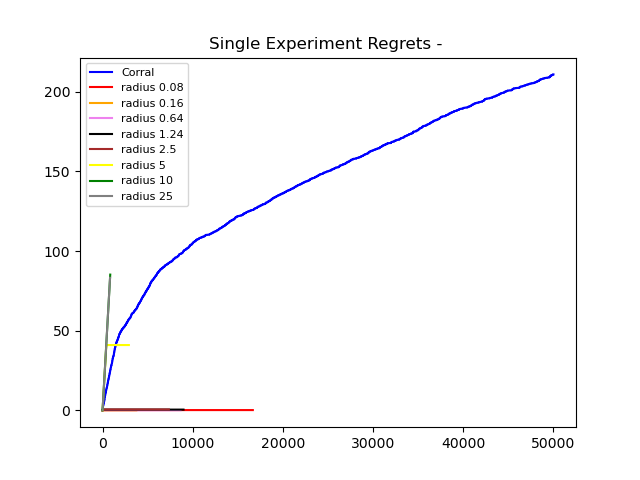 Single Experiment Regrets -
Corral
radius 0.08
radius 0.16
radius 0.64
radius 1.24
radius 2.5
radius 5
radius 10
radius 25
200
150
100
50
0
0 10000 20000 30000 40000 50000